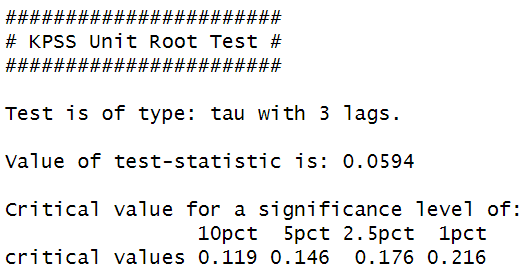 #######################
# KPSS Unit Root Test #
#######################
Test is of type: tau with 3 lags.
Value of test-statistic is: 0.0594
Critical value for a significance level of:
10pct 5pct 2.5pct 1pct
critical values 0.119 0.146 0.176 0.216